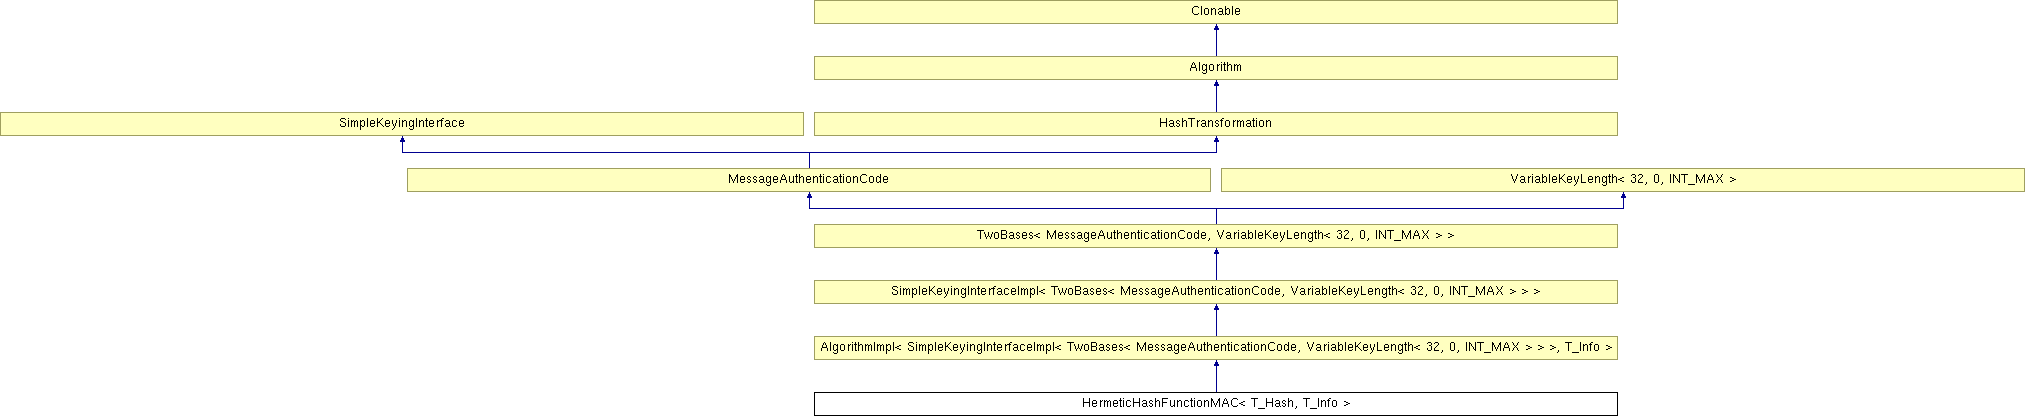 Clonable
Algorithm
SimpleKeyingInterface
HashTransformation
MessageAuthenticationCode
VariableKeyLength< 32, 0, INT_MAX >
TwoBases< MessageAuthenticationCode, VariableKeyLength< 32, 0, INT_MAX > >
SimpleKeyingInterfaceImpl< TwoBases< MessageAuthenticationCode, VariableKeyLength< 32, 0, INT_MAX > > >
AlgorithmImpl< SimpleKeyingInterfaceImpl< TwoBases< MessageAuthenticationCode, VariableKeyLength< 32, 0, INT_MAX > > >, T_Info >
HermeticHashFunctionMAC< T_Hash, T_Info >